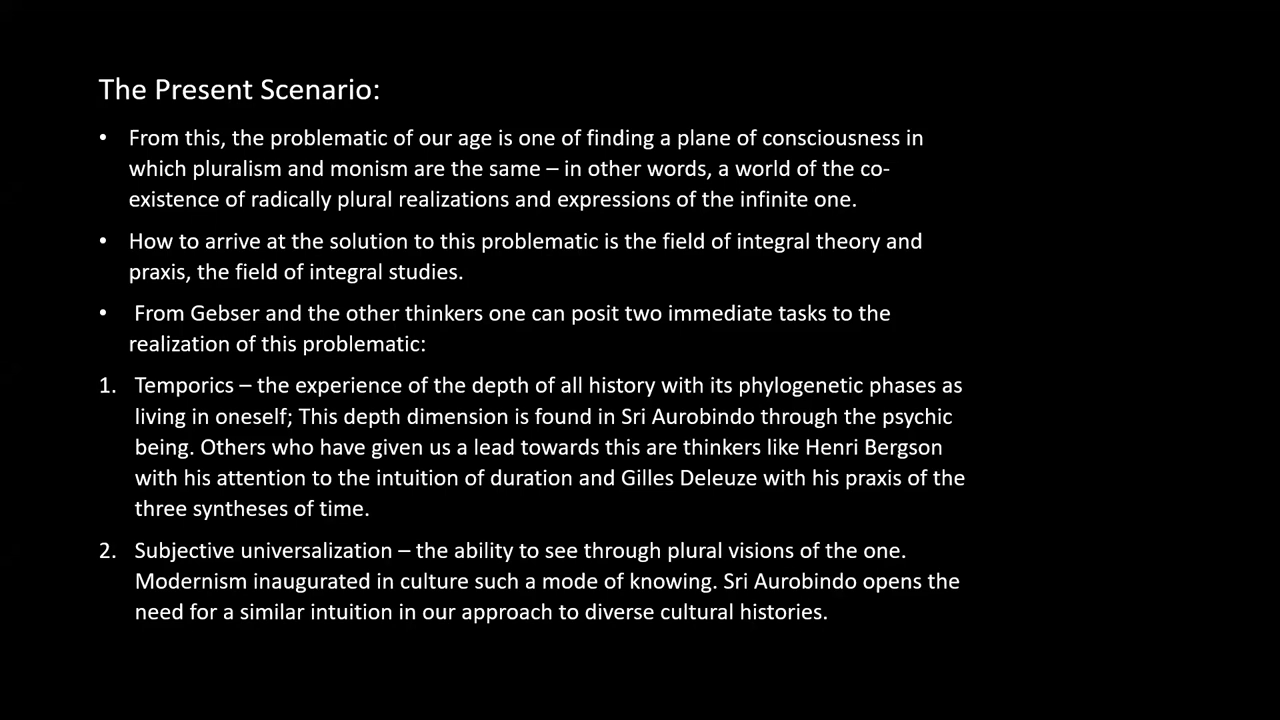 The Present Scenario:
• From this, the problematic of our age is one of finding a plane of consciousness in
which pluralism and monism are the same – in other words, a world of the co-
existence of radically plural realizations and expressions of the infinite one.
• How to arrive at the solution to this problematic is the field of integral theory and
praxis, the field of integral studies.
• From Gebser and the other thinkers one can posit two immediate tasks to the
realization of this problematic:
1. Temporics – the experience of the depth of all history with its phylogenetic phases as
living in oneself; This depth dimension is found in Sri Aurobindo through the psychic
being. Others who have given us a lead towards this are thinkers like Henri Bergson
with his attention to the intuition of duration and Gilles Deleuze with his praxis of the
three syntheses of time.
2. Subjective universalization – the ability to see through plural visions of the one.
Modernism inaugurated in culture such a mode of knowing. Sri Aurobindo opens the
need for a similar intuition in our approach to diverse cultural histories.